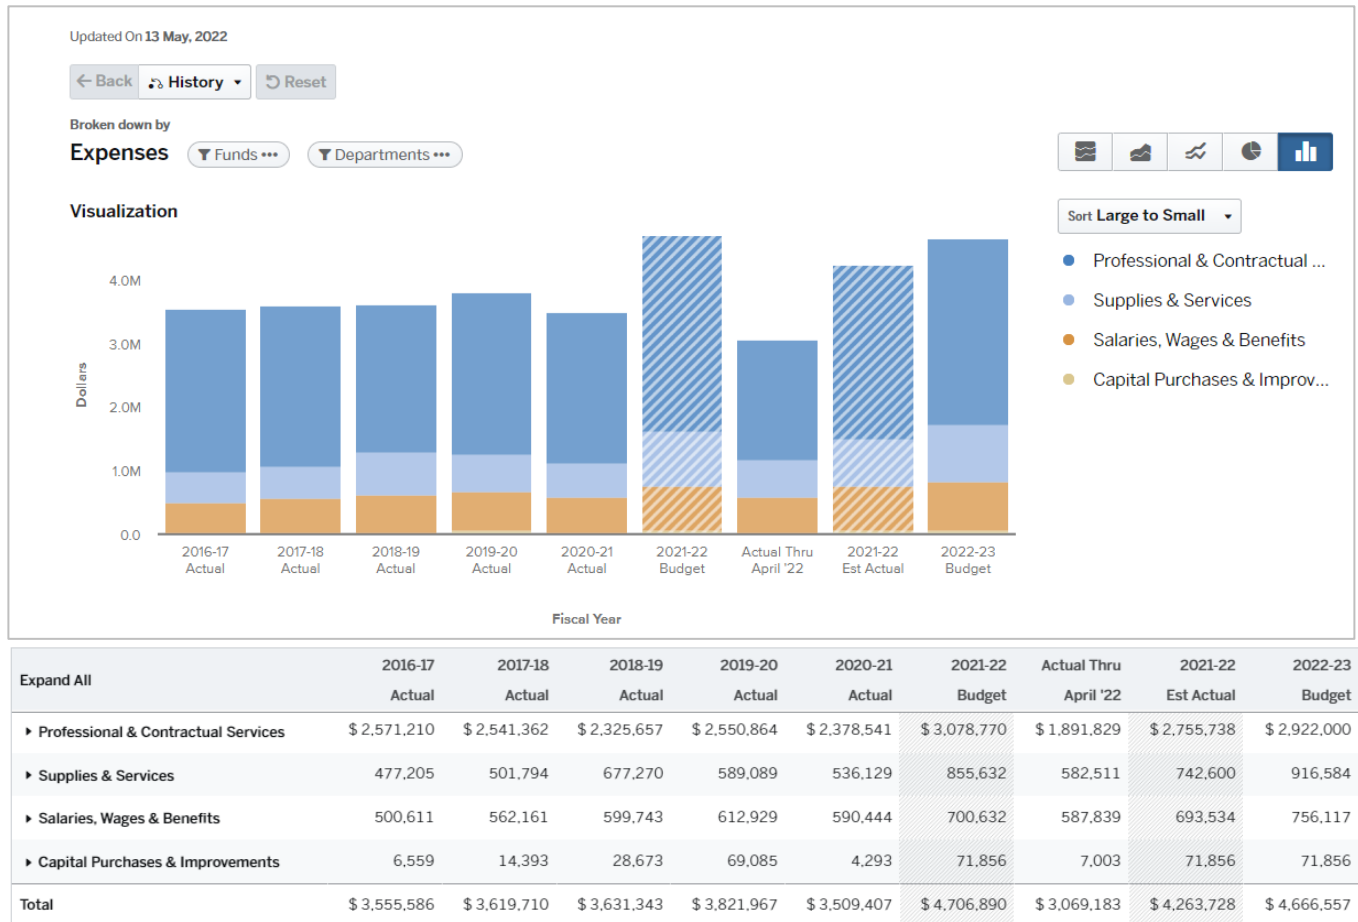 Updated On 13 May, 2022
Back History Reset
Broken down by
Expenses Funds ••• Departments •••
Visualization
Sort Large to Small
Professional & Contractual ...
Supplies & Services
Salaries, Wages & Benefits
Capital Purchases & Improv...
4.0M
3.0M
2.0M
1.0M
0.0
Dollars
2016-17 2017-18 2018-19 2019-20 2020-21 2021-22 Actual Thru 2021-22 2022-23
Actual Actual Actual Actual Actual Budget April '22 Est Actual Budget
Fiscal Year
Expand All
2016-17 2017-18 2018-19 2019-20 2020-21 2021-22 Actual Thru 2021-22 2022-23
Actual Actual Actual Actual Actual Budget April '22 Est Actual Budget
Professional & Contractual Services $ 2,571,210 $ 2,541,362 $ 2,325,657 $ 2,550,864 $ 2,378,541 $ 3,078,770 $ 1,891,829 $ 2,755,738 $ 2,922,000
Supplies & Services 477,205 501,794 677,270 589,089 536,129 855,632 582,511 742,600 916,584
Salaries, Wages & Benefits 500,611 562,161 599,743 612,929 590,444 700,632 587,839 693,534 756,117
Capital Purchases & Improvements 6,559 14,393 28,673 69,085 4,293 71,856 7,003 71,856 71,856
Total $ 3,555,586 $ 3,619,710 $ 3,631,343 $ 3,821,967 $ 3,509,407 $ 4,706,890 $ 3,069,183 $ 4,263,728 $ 4,666,557